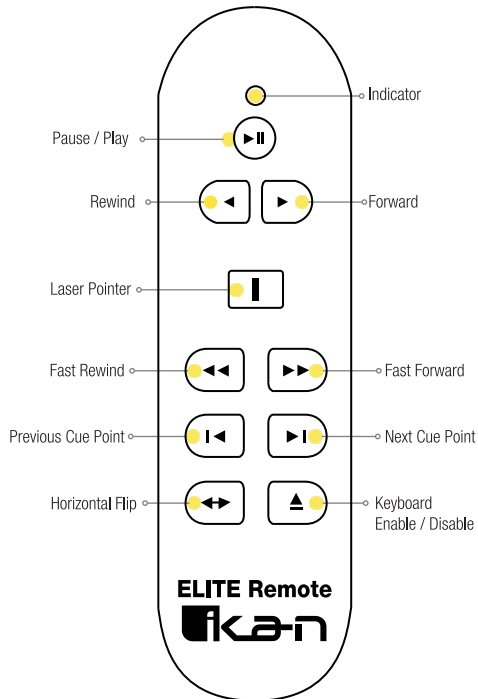 Indicator
Pause / Play
Rewind
Forward
Laser Pointer
Fast Rewind
Fast Forward
Previous Cue Point
Next Cue Point
Horizontal Flip
Keyboard
Enable / Disable
ELITE Remote
ikan